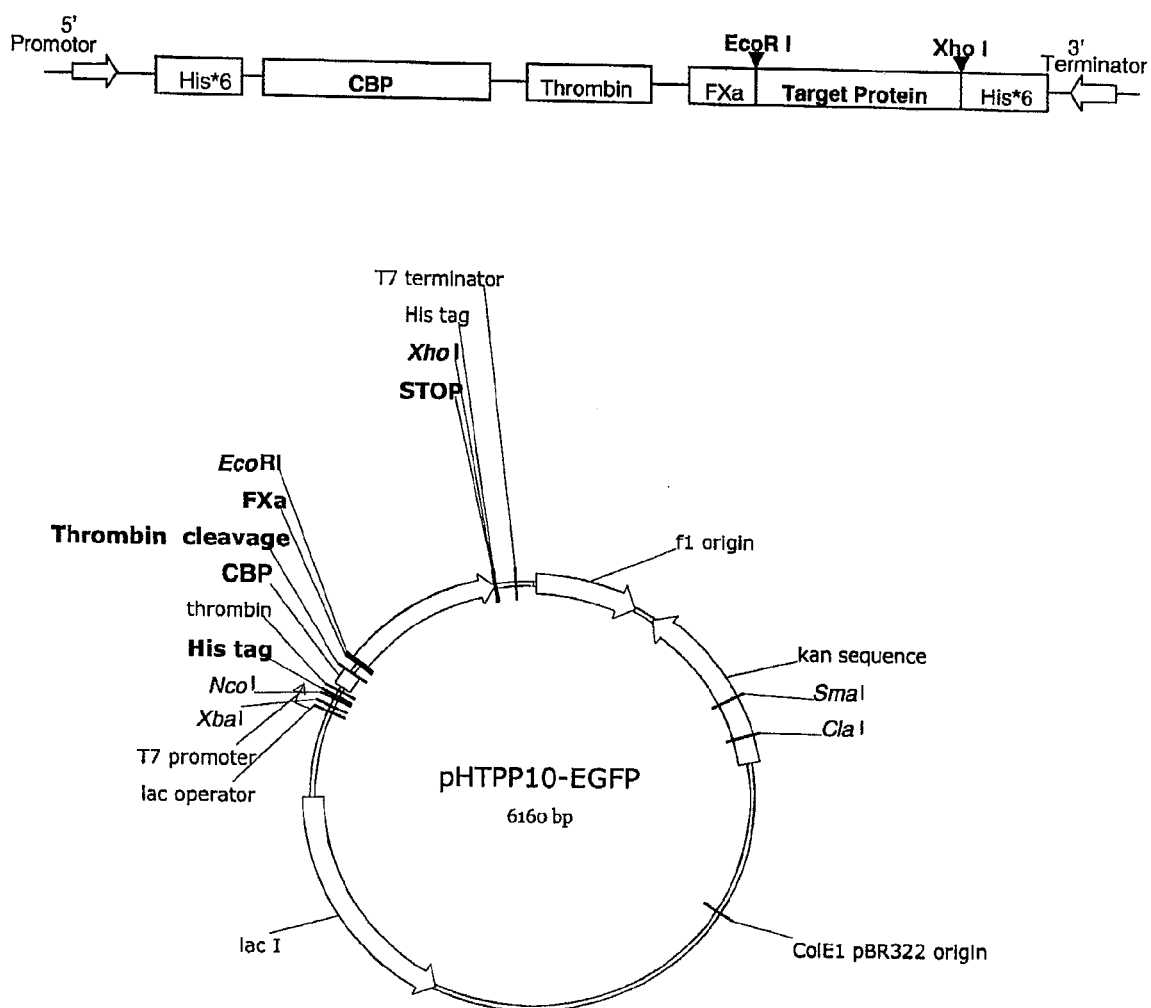 5'
Promotor
His*6
CBP
Thrombin
FXa
EcoR I
Target Protein
Xho I
His*6
3'
Terminator
T7 terminator
His tag
Xho I
STOP
EcoRI
FXa
Thrombin cleavage
CBP
thrombin
His tag
Nco I
XbaI
T7 promoter
lac operator
f1 origin
kan sequence
Sma I
Cla I
pHTPP10-EGFP
6160 bp
lac I
ColE1 pBR322 origin